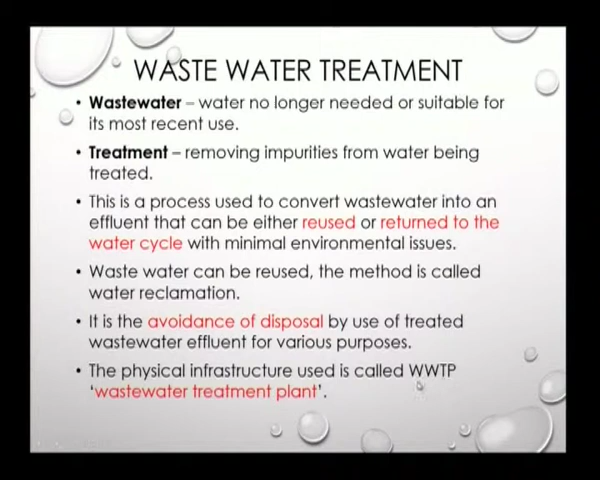 WASTE WATER TREATMENT
• Wastewater – water no longer needed or suitable for
its most recent use.
• Treatment – removing impurities from water being
treated.
• This is a process used to convert wastewater into an
effluent that can be either reused or returned to the
water cycle with minimal environmental issues.
• Waste water can be reused, the method is called
water reclamation.
• It is the avoidance of disposal by use of treated
wastewater effluent for various purposes.
• The physical infrastructure used is called WWTP
‘wastewater treatment plant’.